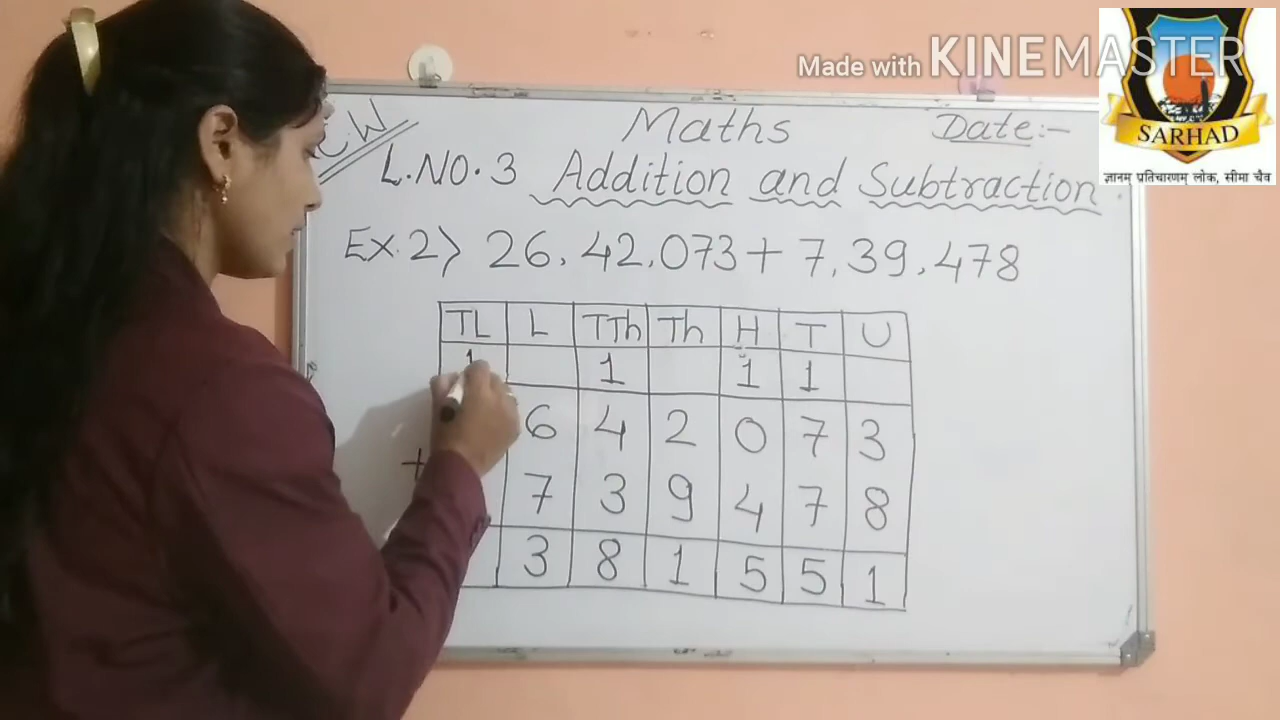 Made with KINEMASTER
SARHAD
ज्ञानम् प्रतिचारणम् लोक, सीमा चैव
C.W
Maths
Date:-
L.NO.3 Addition and Subtraction.
Ex.2> 26,42,073+7,39,478
TL L TTh Th H T U
1 1 1 1
6 4 2 0 7 3
+ 7 3 9 4 7 8
3 8 1 5 5 1